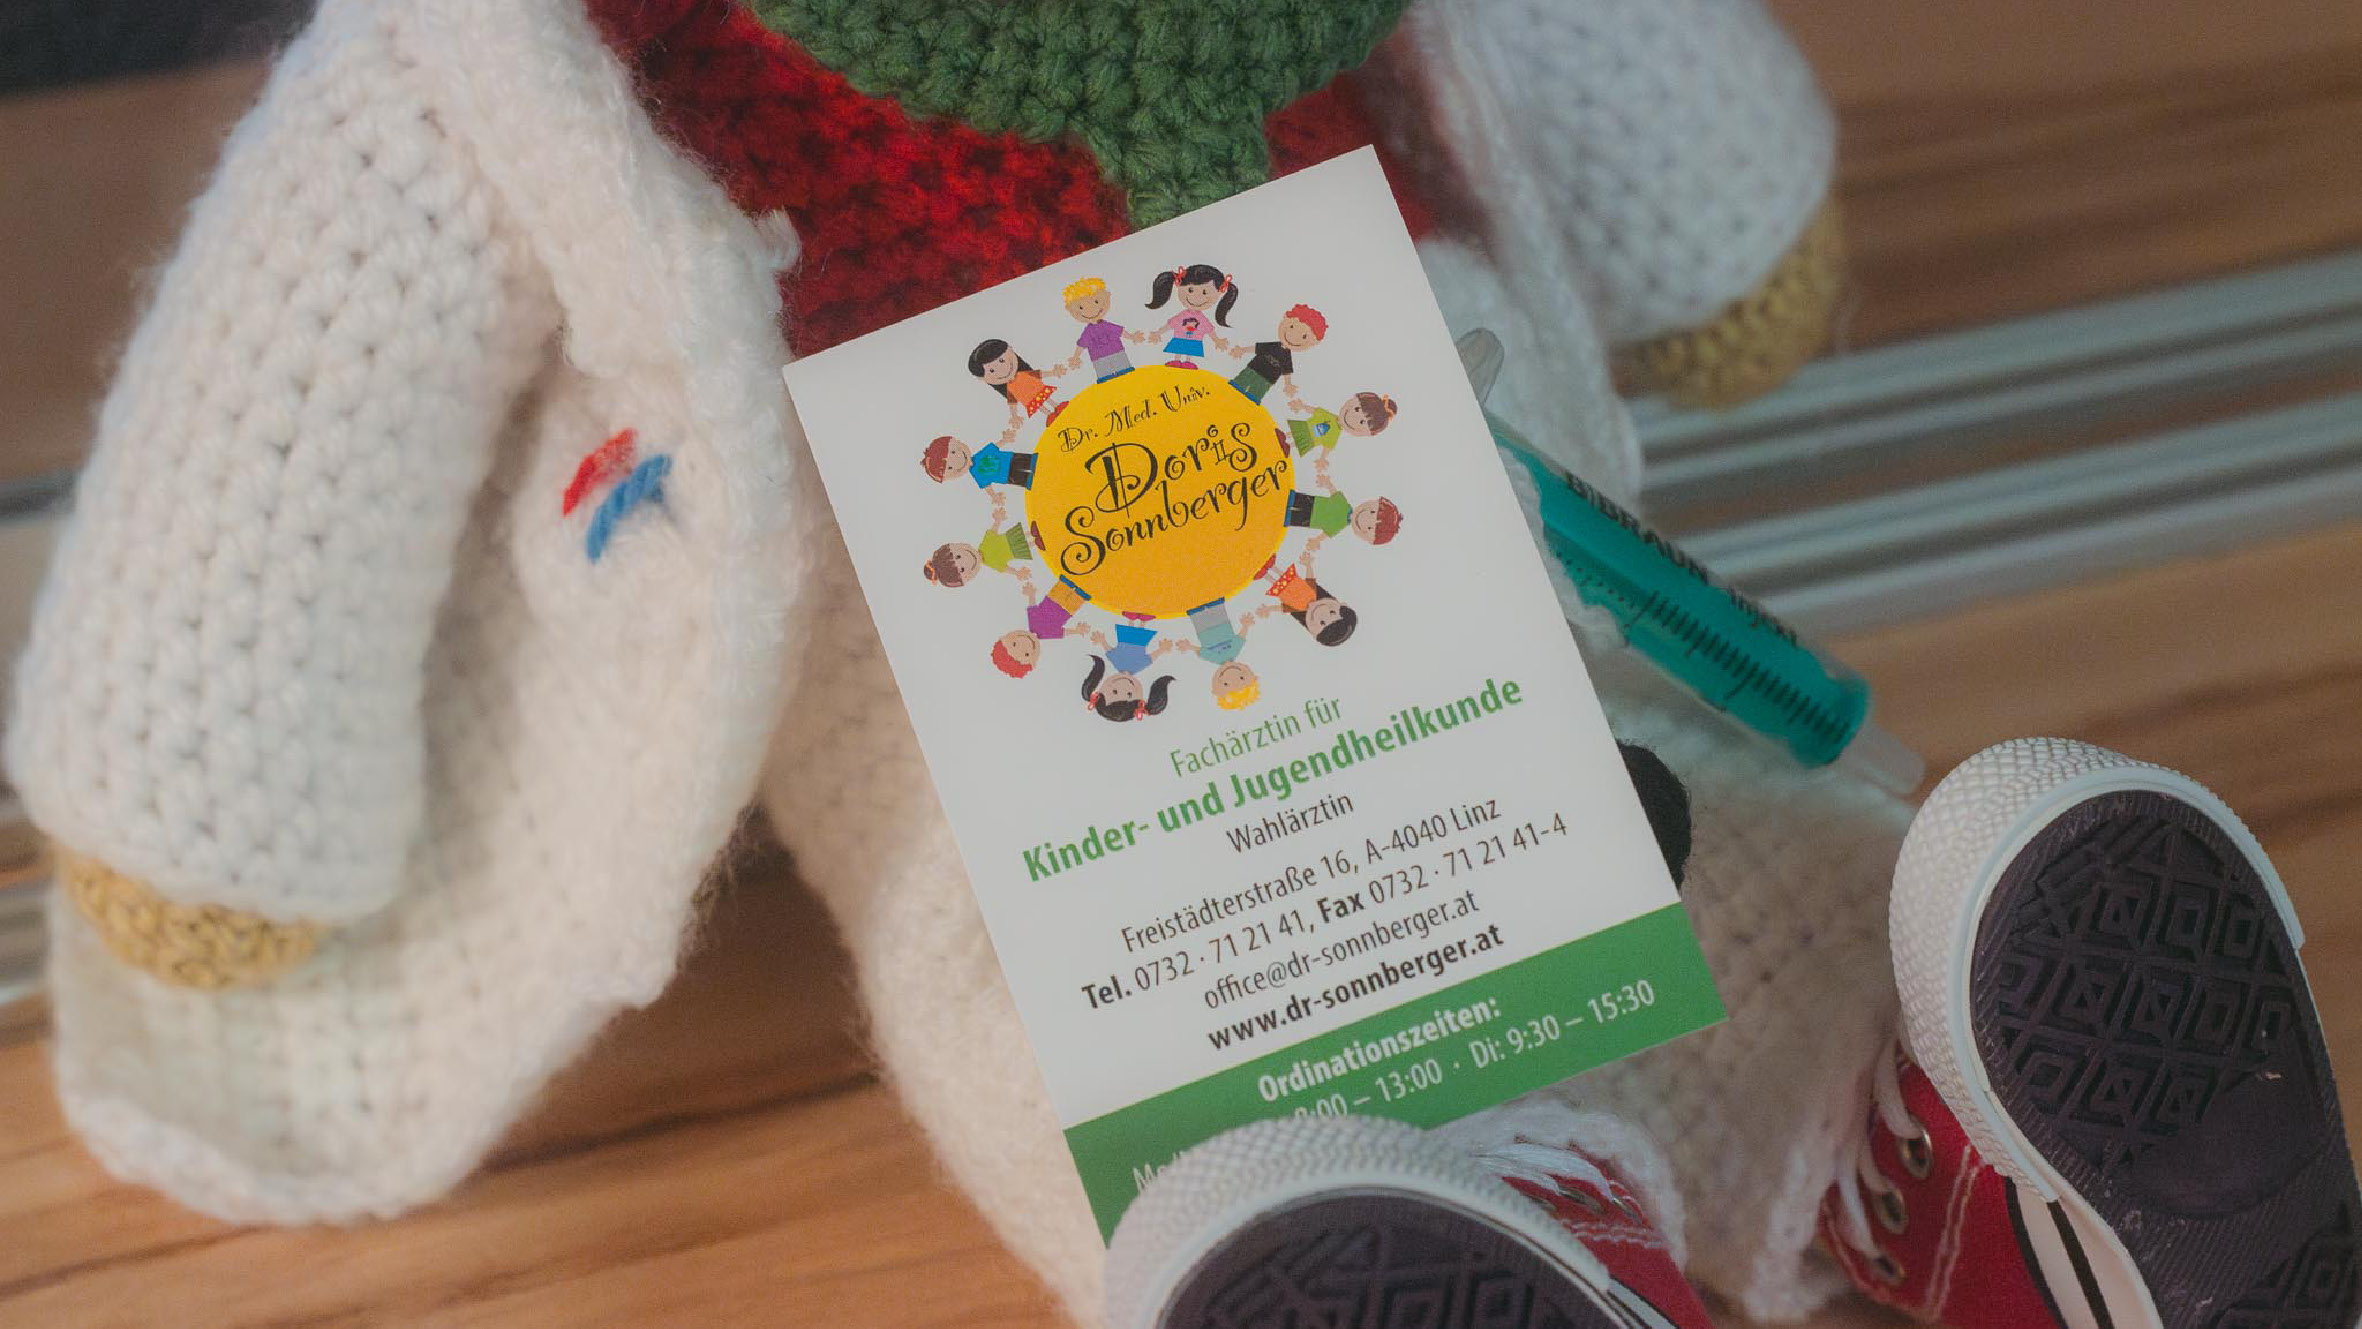 Dr. Med. Univ.
Doris
Sonnberger
Fachärztin für
Kinder- und Jugendheilkunde
Wahlärztin
Freistädterstraße 16, A-4040 Linz
Tel. 0732 · 71 21 41, Fax 0732 · 71 21 41-4
office@dr-sonnberger.at
www.dr-sonnberger.at
Ordinationszeiten:
:00 – 13:00 · Di: 9:30 – 15:30
B|BRAUN Injekt